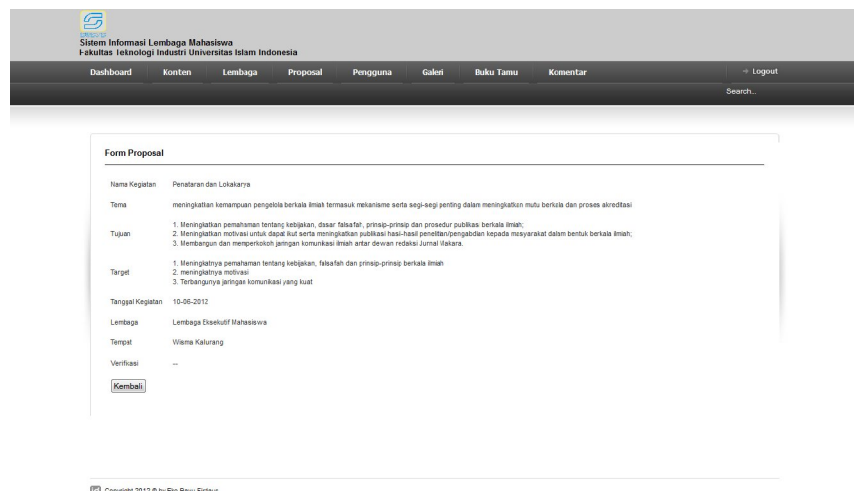 Sistem Informasi Lembaga Mahasiswa
Fakultas Teknologi Industri Universitas Islam Indonesia
Dashboard Konten Lembaga Proposal Pengguna Galeri Buku Tamu Komentar Logout
Search...
Form Proposal
Nama Kegiatan Penataran dan Lokakarya
Tema meningkatkan kemampuan pengelola berkala ilmiah termasuk mekanisme serta segi-segi penting dalam meningkatkan mutu berkala dan proses akreditasi
Tujuan
1. Meningkatkan pemahaman tentang kebijakan, dasar falsafah, prinsip-prinsip dan prosedur publikasi berkala ilmiah;
2. Meningkatkan motivasi untuk dapat ikut serta meningkatkan publikasi hasil-hasil penelitian/pengabdian kepada masyarakat dalam bentuk berkala ilmiah;
3. Membangun dan memperkokoh jaringan komunikasi ilmiah antar dewan redaksi Jurnal Makara.
Target
1. Meningkatnya pemahaman tentang kebijakan, falsafah dan prinsip-prinsip berkala ilmiah
2. meningkatnya motivasi
3. Terbangunya jaringan komunikasi yang kuat
Tanggal Kegiatan 10-06-2012
Lembaga Lembaga Eksekutif Mahasiswa
Tempat Wisma Kalurang
Verifikasi --
Kembali
Copyright 2012 © by Eko